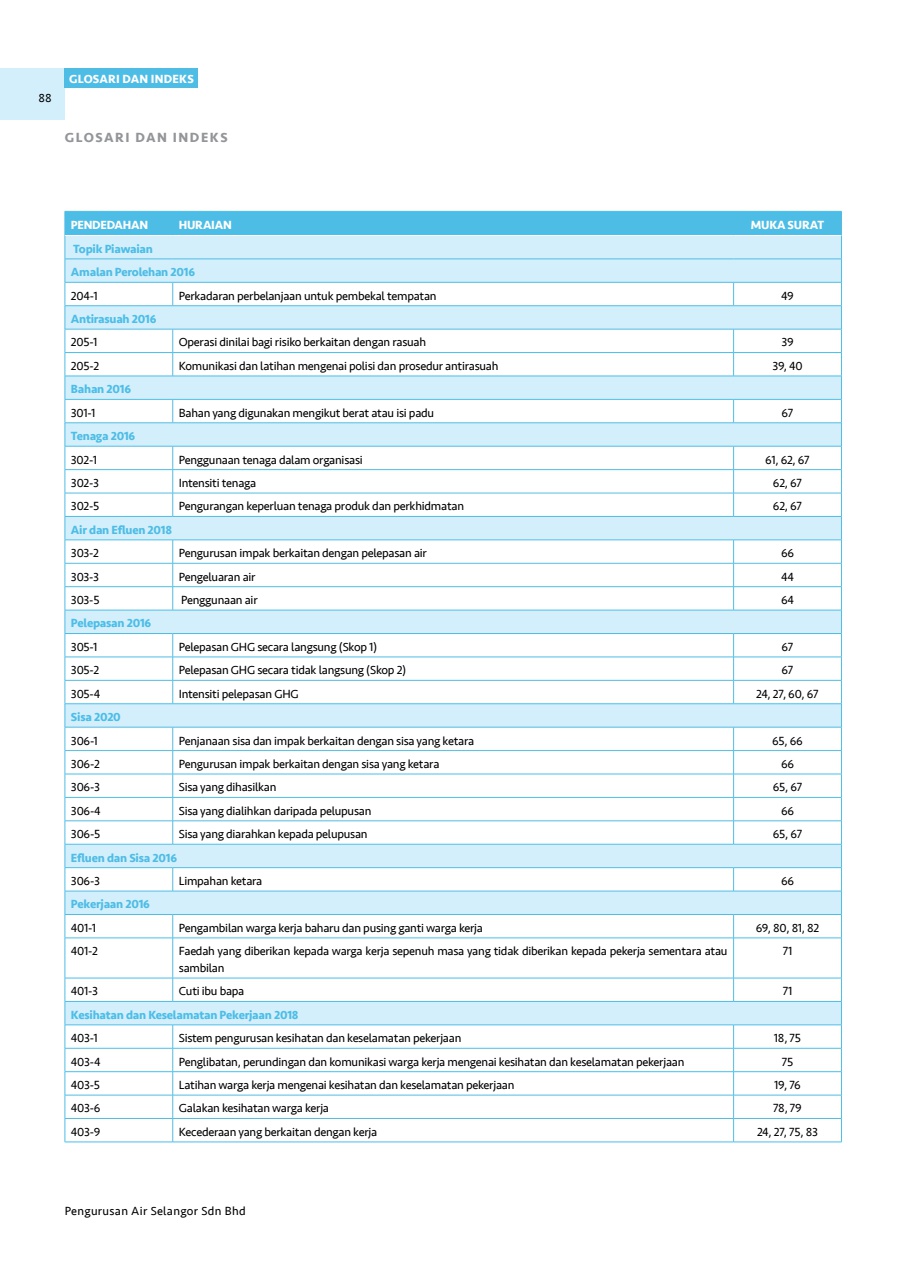 GLOSARI DAN INDEKS
88
GLOSARI DAN INDEKS
PENDEDAHAN HURAIAN MUKA SURAT
Topik Piawaian
Amalan Perolehan 2016
204-1 Perkadaran perbelanjaan untuk pembekal tempatan 49
Antirasuah 2016
205-1 Operasi dinilai bagi risiko berkaitan dengan rasuah 39
205-2 Komunikasi dan latihan mengenai polisi dan prosedur antirasuah 39, 40
Bahan 2016
301-1 Bahan yang digunakan mengikut berat atau isi padu 67
Tenaga 2016
302-1 Penggunaan tenaga dalam organisasi 61, 62, 67
302-3 Intensiti tenaga 62, 67
302-5 Pengurangan keperluan tenaga produk dan perkhidmatan 62, 67
Air dan Efluen 2018
303-2 Pengurusan impak berkaitan dengan pelepasan air 66
303-3 Pengeluaran air 44
303-5 Penggunaan air 64
Pelepasan 2016
305-1 Pelepasan GHG secara langsung (Skop 1) 67
305-2 Pelepasan GHG secara tidak langsung (Skop 2) 67
305-4 Intensiti pelepasan GHG 24, 27, 60, 67
Sisa 2020
306-1 Penjanaan sisa dan impak berkaitan dengan sisa yang ketara 65, 66
306-2 Pengurusan impak berkaitan dengan sisa yang ketara 66
306-3 Sisa yang dihasilkan 65, 67
306-4 Sisa yang dialihkan daripada pelupusan 66
306-5 Sisa yang diarahkan kepada pelupusan 65, 67
Efluen dan Sisa 2016
306-3 Limpahan ketara 66
Pekerjaan 2016
401-1 Pengambilan warga kerja baharu dan pusing ganti warga kerja 69, 80, 81, 82
401-2 Faedah yang diberikan kepada warga kerja sepenuh masa yang tidak diberikan kepada pekerja sementara atau 71
sambilan
401-3 Cuti ibu bapa 71
Kesihatan dan Keselamatan Pekerjaan 2018
403-1 Sistem pengurusan kesihatan dan keselamatan pekerjaan 18, 75
403-4 Penglibatan, perundingan dan komunikasi warga kerja mengenai kesihatan dan keselamatan pekerjaan 75
403-5 Latihan warga kerja mengenai kesihatan dan keselamatan pekerjaan 19, 76
403-6 Galakan kesihatan warga kerja 78, 79
403-9 Kecederaan yang berkaitan dengan kerja 24, 27, 75, 83
Pengurusan Air Selangor Sdn Bhd